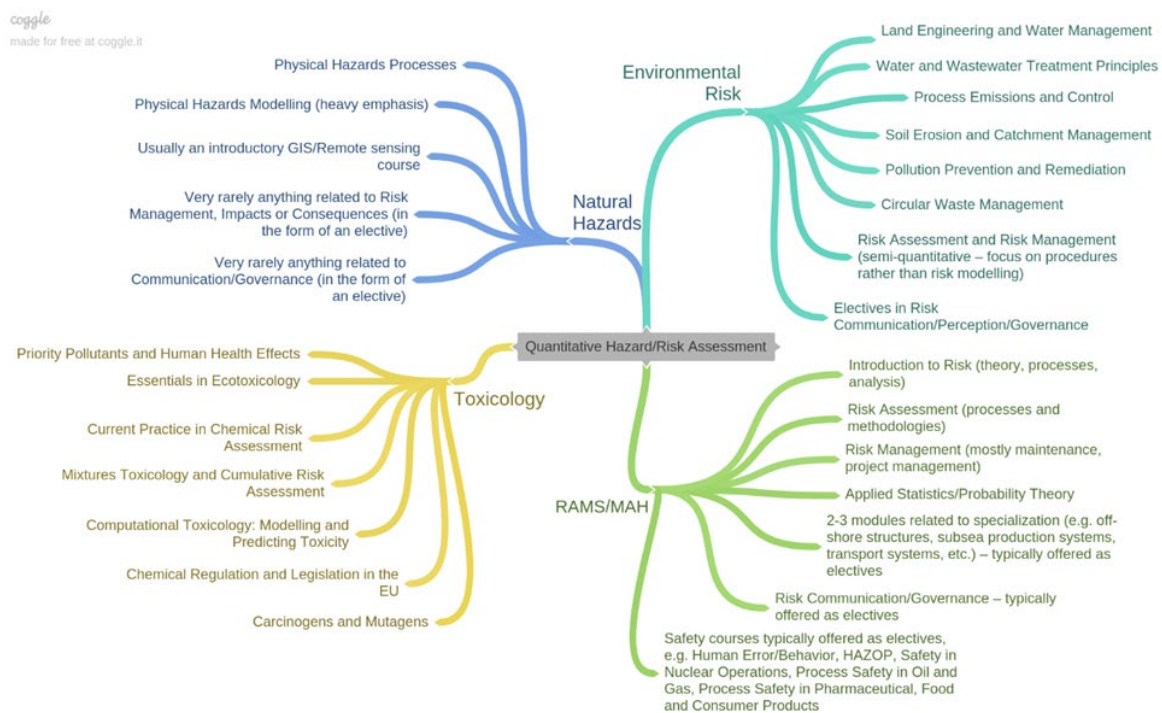 coggle
made for free at coggle.it
Physical Hazards Processes
Physical Hazards Modelling (heavy emphasis)
Usually an introductory GIS/Remote sensing
course
Very rarely anything related to Risk
Management, Impacts or Consequences (in
the form of an elective)
Very rarely anything related to
Communication/Governance (in the form of
an elective)
Natural
Hazards
Environmental
Risk
Land Engineering and Water Management
Water and Wastewater Treatment Principles
Process Emissions and Control
Soil Erosion and Catchment Management
Pollution Prevention and Remediation
Circular Waste Management
Risk Assessment and Risk Management
(semi-quantitative – focus on procedures
rather than risk modelling)
Electives in Risk
Communication/Perception/Governance
Quantitative Hazard/Risk Assessment
Priority Pollutants and Human Health Effects
Essentials in Ecotoxicology
Current Practice in Chemical Risk
Assessment
Mixtures Toxicology and Cumulative Risk
Assessment
Computational Toxicology: Modelling and
Predicting Toxicity
Chemical Regulation and Legislation in the
EU
Carcinogens and Mutagens
Toxicology
RAMS/MAH
Introduction to Risk (theory, processes,
analysis)
Risk Assessment (processes and
methodologies)
Risk Management (mostly maintenance,
project management)
Applied Statistics/Probability Theory
2-3 modules related to specialization (e.g. off-
shore structures, subsea production systems,
transport systems, etc.) – typically offered as
electives
Risk Communication/Governance – typically
offered as electives
Safety courses typically offered as electives,
e.g. Human Error/Behavior, HAZOP, Safety in
Nuclear Operations, Process Safety in Oil and
Gas, Process Safety in Pharmaceutical, Food
and Consumer Products